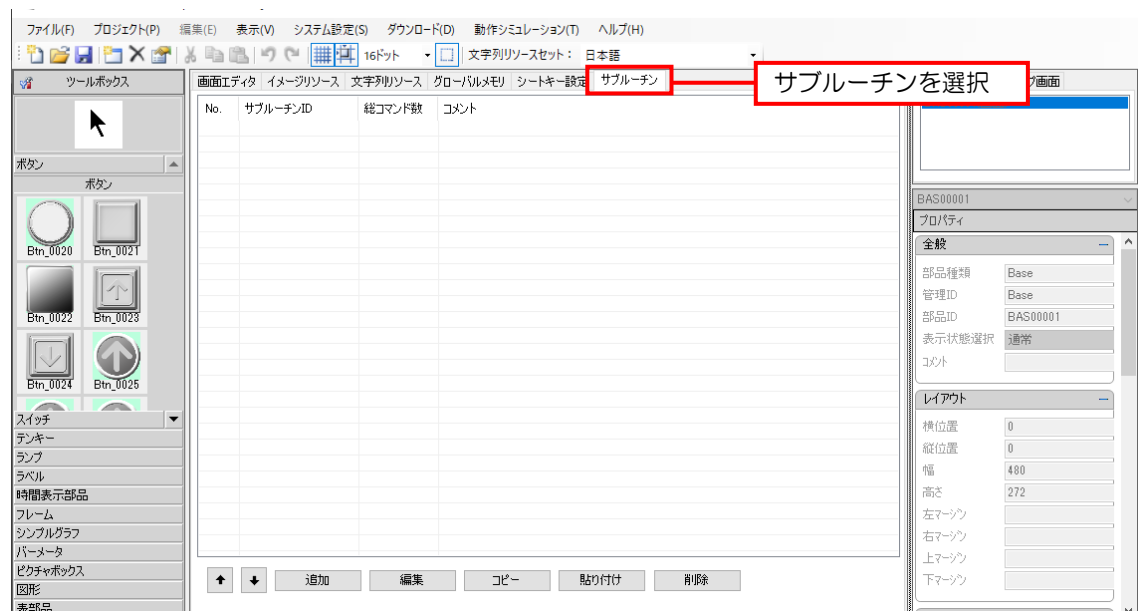 ファイル(F) プロジェクト(P) 編集(E) 表示(V) システム設定(S) ダウンロード(D) 動作シミュレーション(T) ヘルプ(H)
16ドット 文字列リソースセット： 日本語
ツールボックス
画面エディタ イメージリソース 文字列リソース グローバルメモリ シートキー設定 サブルーチン
サブルーチンを選択
画面
No. サブルーチンID 総コマンド数 コメント
ボタン
ボタン
Btn_0020 Btn_0021
Btn_0022 Btn_0023
Btn_0024 Btn_0025
スイッチ
テンキー
ランプ
ラベル
時間表示部品
フレーム
シンプルグラフ
バーメータ
ピクチャボックス
図形
表部品
追加 編集 コピー 貼り付け 削除
BAS00001
プロパティ
全般
部品種類 Base
管理ID Base
部品ID BAS00001
表示状態選択 通常
コメント
レイアウト
横位置 0
縦位置 0
幅 480
高さ 272
左マージン
右マージン
上マージン
下マージン